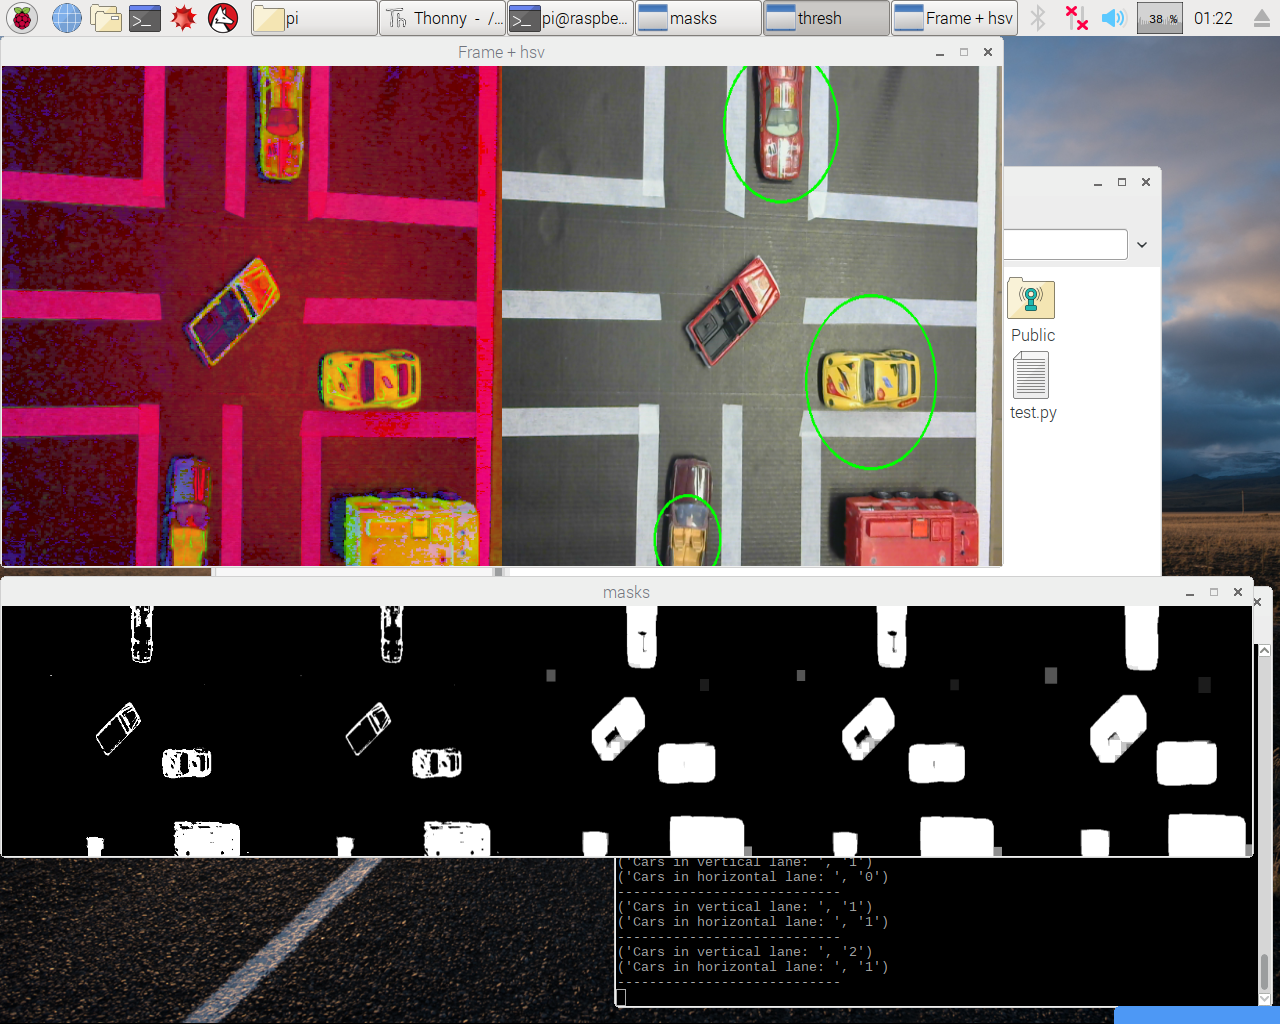 pi
Thonny - /...
pi@raspbe...
masks
thresh
Frame + hsv
38 %
01:22
Frame + hsv
Public
test.py
masks
('Cars in vertical lane: ', '1')
('Cars in horizontal lane: ', '0')
----------------------------
('Cars in vertical lane: ', '1')
('Cars in horizontal lane: ', '1')
----------------------------
('Cars in vertical lane: ', '2')
('Cars in horizontal lane: ', '1')
----------------------------